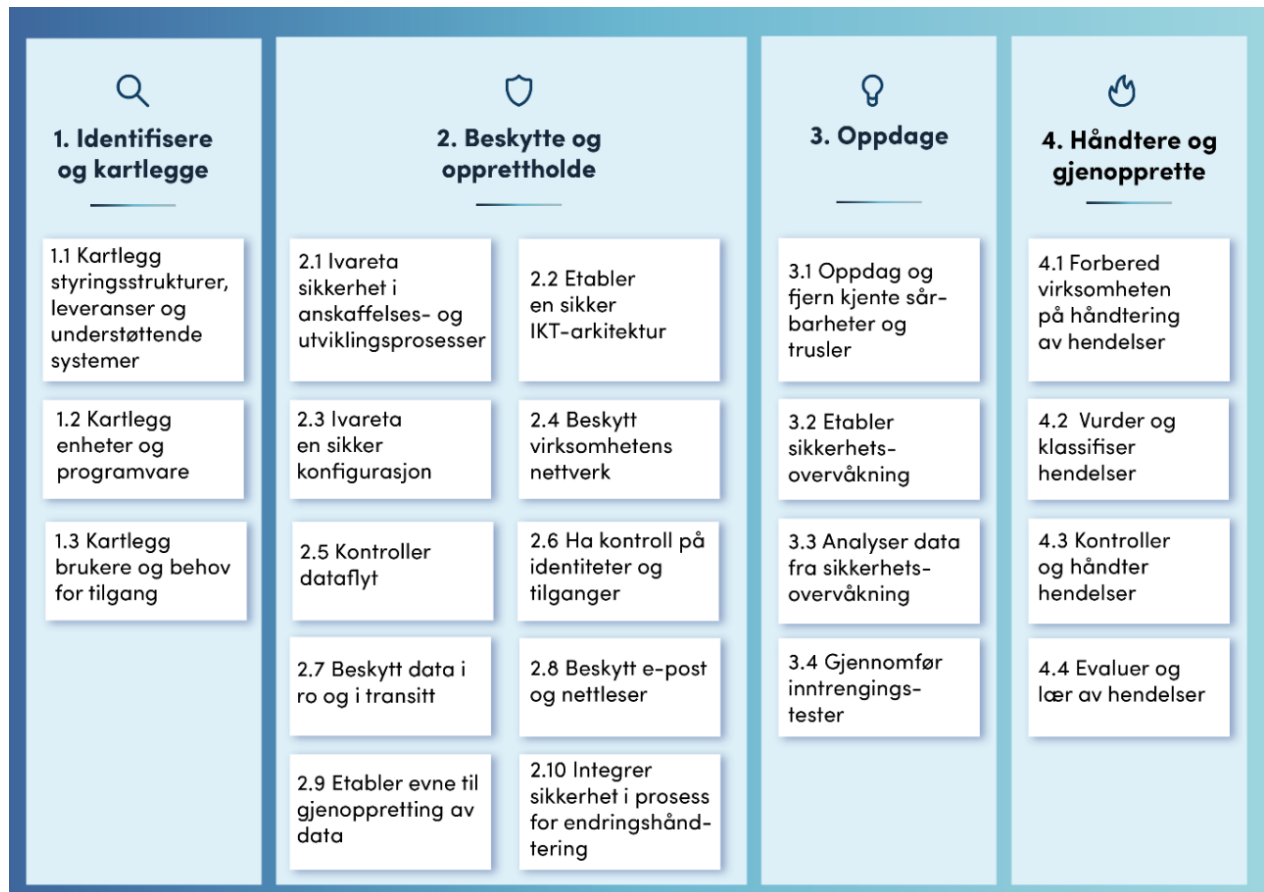 1. Identifisere
og kartlegge
1.1 Kartlegg
styringsstrukturer,
leveranser og
understøttende
systemer
1.2 Kartlegg
enheter og
programvare
1.3 Kartlegg
brukere og behov
for tilgang
2. Beskytte og
opprettholde
2.1 Ivareta
sikkerhet i
anskaffelses- og
utviklingsprosesser
2.2 Etabler
en sikker
IKT-arkitektur
2.3 Ivareta
en sikker
konfigurasjon
2.4 Beskytt
virksomhetens
nettverk
2.5 Kontroller
dataflyt
2.6 Ha kontroll på
identiteter og
tilganger
2.7 Beskytt data i
ro og i transitt
2.8 Beskytt e-post
og nettleser
2.9 Etabler evne til
gjenoppretting av
data
2.10 Integrer
sikkerhet i prosess
for endringshånd-
tering
3. Oppdage
3.1 Oppdag og
fjern kjente sår-
barheter og
trusler
3.2 Etabler
sikkerhets-
overvåkning
3.3 Analyser data
fra sikkerhets-
overvåkning
3.4 Gjennomfør
inntrengings-
tester
4. Håndtere og
gjenopprette
4.1 Forbered
virksomheten
på håndtering
av hendelser
4.2 Vurder og
klassifiser
hendelser
4.3 Kontroller
og håndter
hendelser
4.4 Evaluer og
lær av hendelser